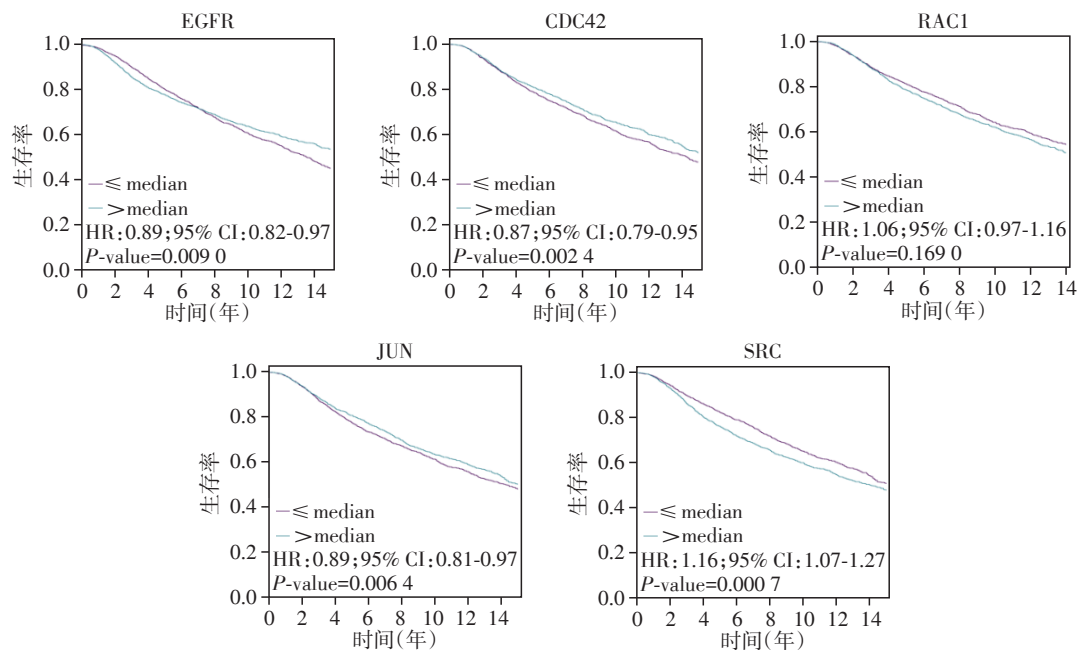 EGFR
1.0
0.8
0.6
0.4
0.2
0.0
生存率
≤ median
>median
HR:0.89;95% CI:0.82-0.97
P-value=0.009 0
0 2 4 6 8 10 12 14
时间(年)
CDC42
1.0
0.8
0.6
0.4
0.2
0.0
生存率
≤ median
>median
HR:0.87;95% CI:0.79-0.95
P-value=0.002 4
0 2 4 6 8 10 12 14
时间(年)
RAC1
1.0
0.8
0.6
0.4
0.2
0.0
生存率
≤ median
>median
HR:1.06;95% CI:0.97-1.16
P-value=0.169 0
0 2 4 6 8 10 12 14
时间(年)
JUN
1.0
0.8
0.6
0.4
0.2
0.0
生存率
≤ median
>median
HR:0.89;95% CI:0.81-0.97
P-value=0.006 4
0 2 4 6 8 10 12 14
时间(年)
SRC
1.0
0.8
0.6
0.4
0.2
0.0
生存率
≤ median
>median
HR:1.16;95% CI:1.07-1.27
P-value=0.000 7
0 2 4 6 8 10 12 14
时间(年)